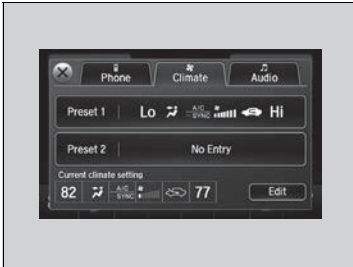 Phone Climate Audio
Preset 1 Lo A/C SYNC Hi
Preset 2 No Entry
Current climate setting
82 A/C SYNC 77 Edit